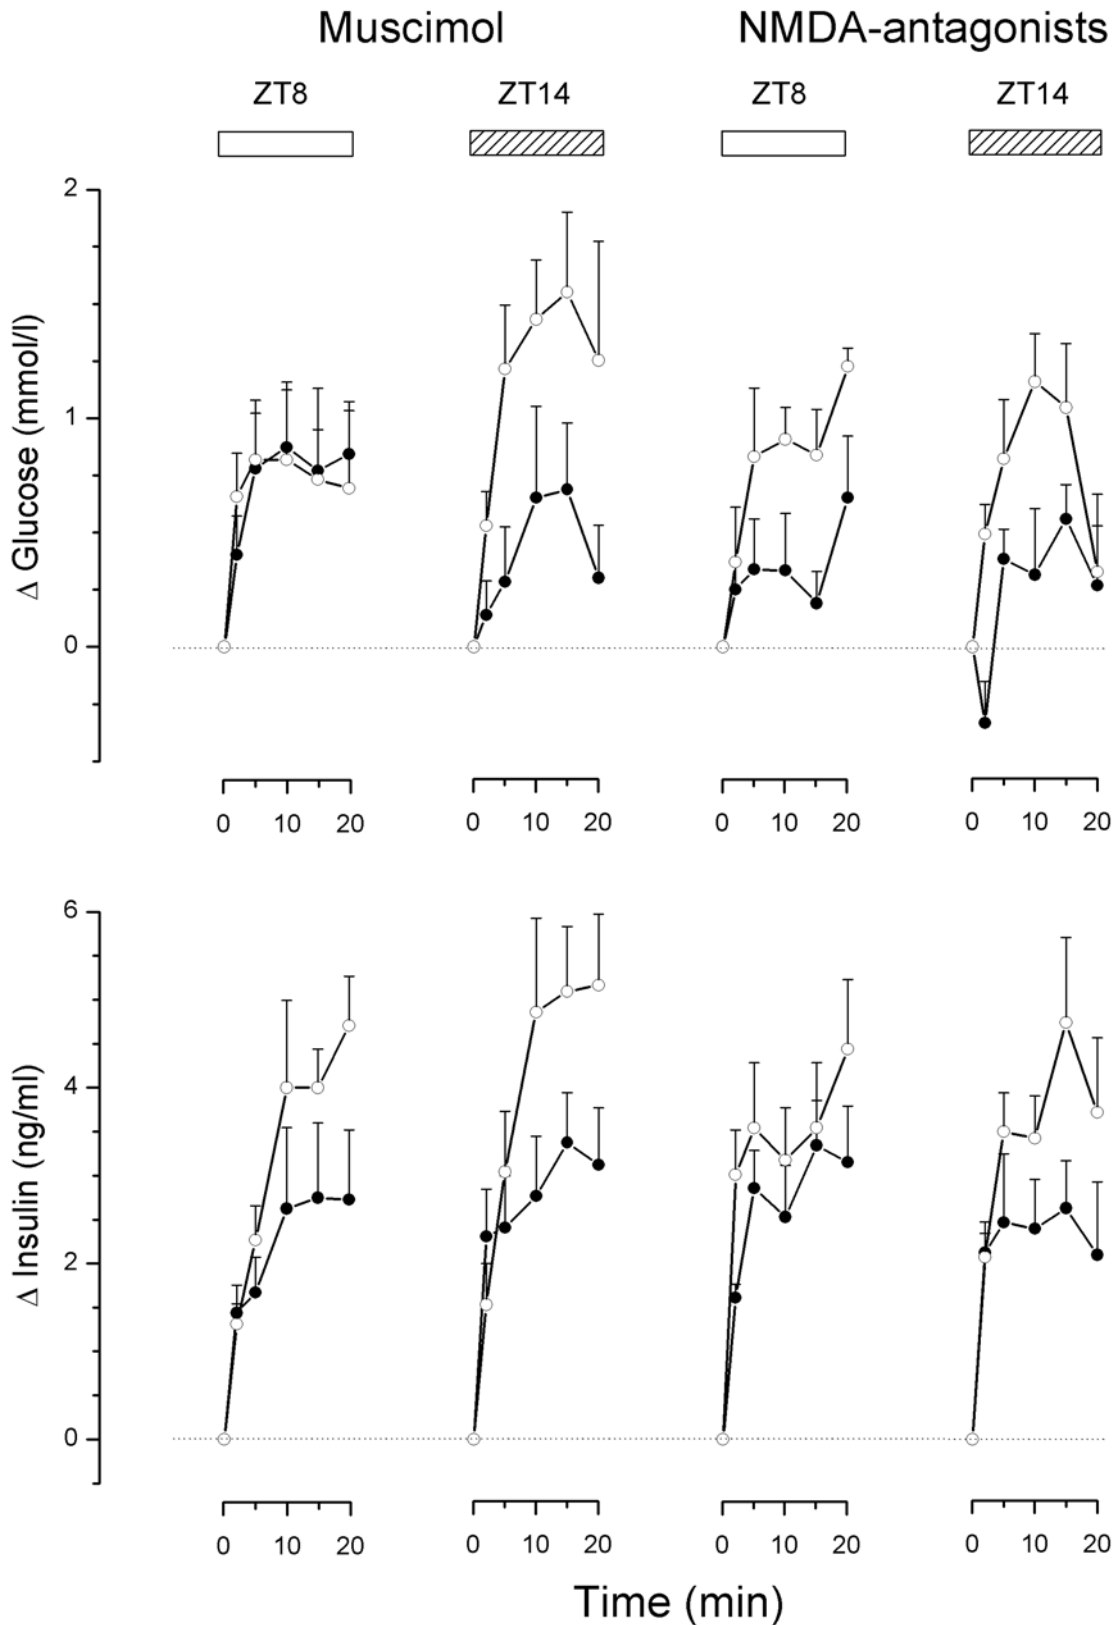 Muscimol NMDA-antagonists
ZT8 ZT14 ZT8 ZT14
Δ Glucose (mmol/l)
2
1
0
0 10 20 0 10 20 0 10 20 0 10 20
Δ Insulin (ng/ml)
6
4
2
0
0 10 20 0 10 20 0 10 20 0 10 20
Time (min)